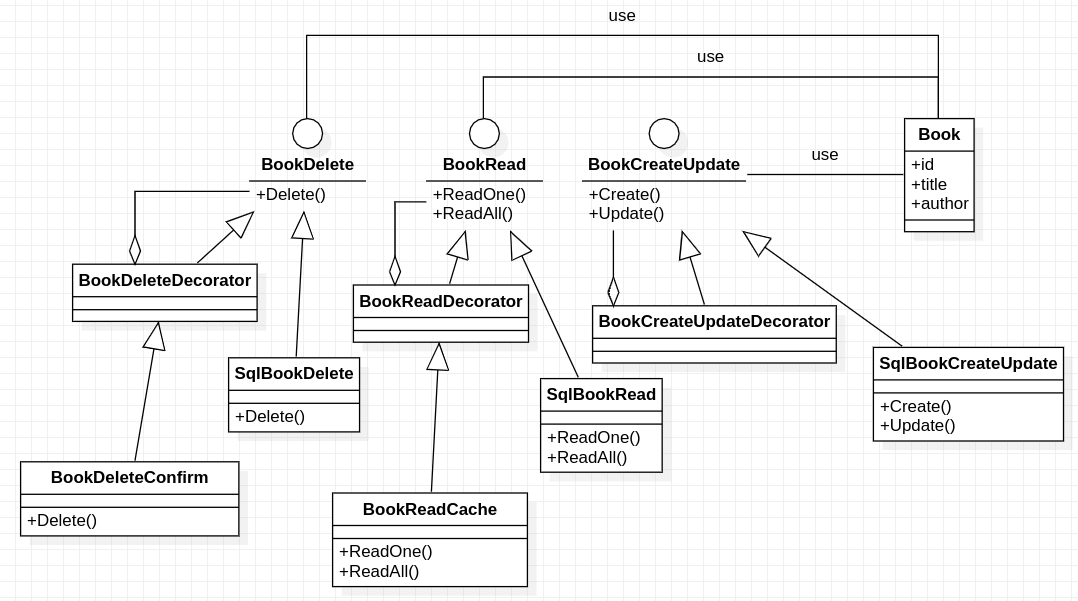 use
use
BookDelete
+Delete()
BookRead
+ReadOne()
+ReadAll()
BookCreateUpdate
+Create()
+Update()
use
Book
+id
+title
+author
BookDeleteDecorator
BookReadDecorator
BookCreateUpdateDecorator
SqlBookDelete
+Delete()
SqlBookRead
+ReadOne()
+ReadAll()
SqlBookCreateUpdate
+Create()
+Update()
BookDeleteConfirm
+Delete()
BookReadCache
+ReadOne()
+ReadAll()